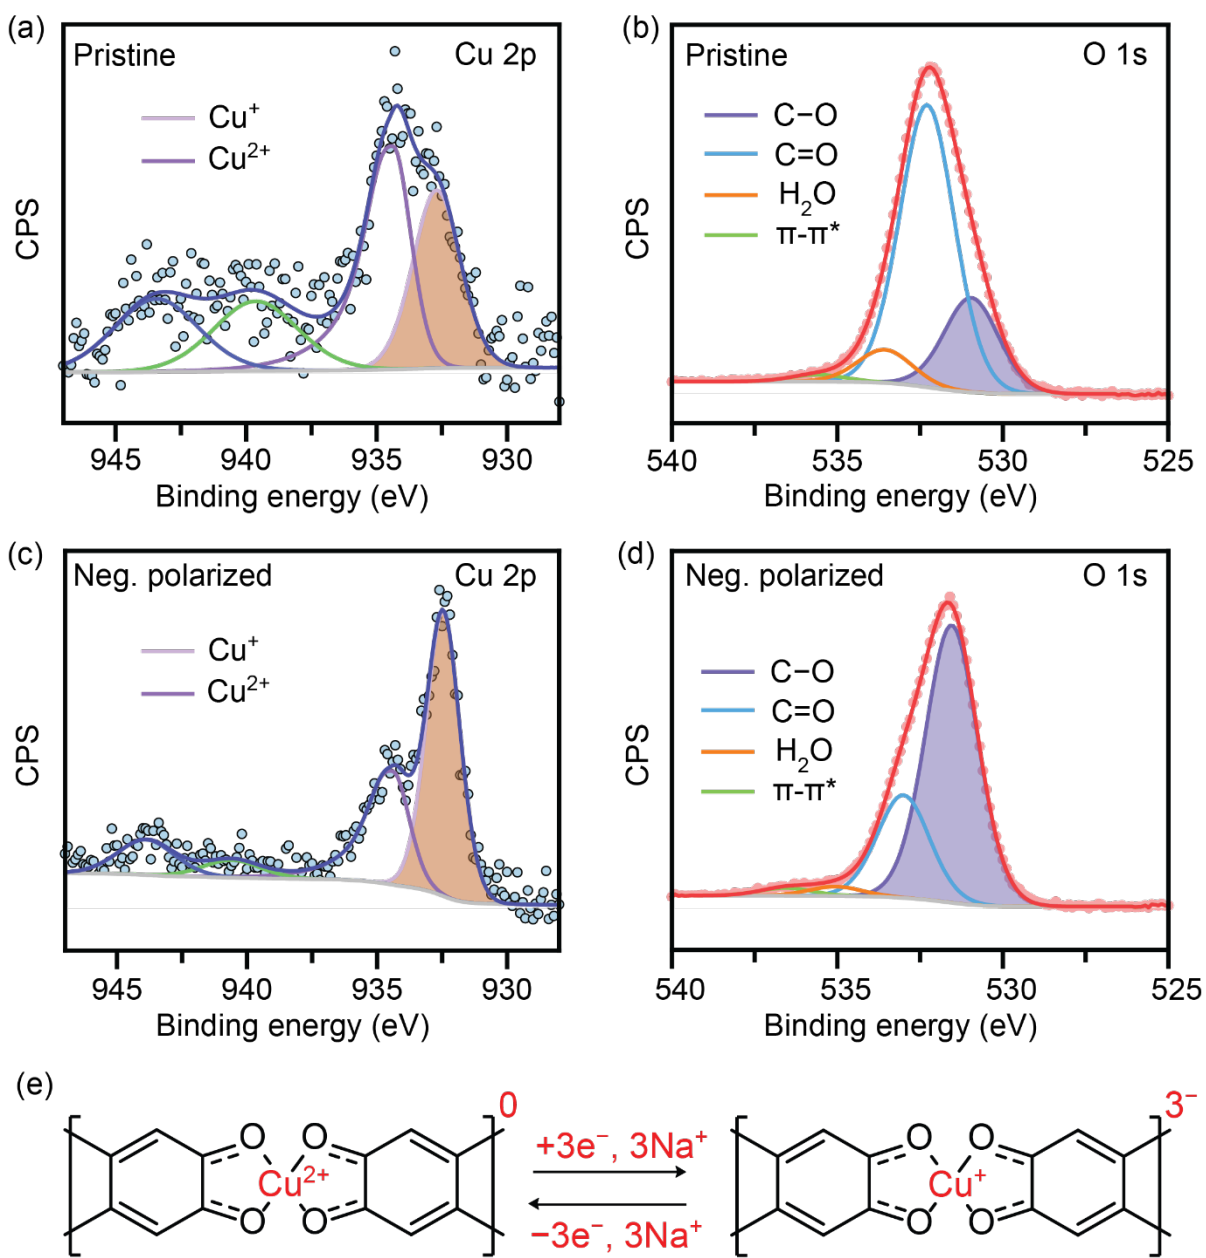 (a)
Pristine
Cu 2p
Cu⁺
Cu²⁺
CPS
945
940
935
930
Binding energy (eV)
(b)
Pristine
O 1s
C−O
C=O
H₂O
π-π*
CPS
540
535
530
525
Binding energy (eV)
(c)
Neg. polarized
Cu 2p
Cu⁺
Cu²⁺
CPS
945
940
935
930
Binding energy (eV)
(d)
Neg. polarized
O 1s
C−O
C=O
H₂O
π-π*
CPS
540
535
530
525
Binding energy (eV)
(e)
0
O O
Cu²⁺
O O
+3e⁻, 3Na⁺
−3e⁻, 3Na⁺
3⁻
O O
Cu⁺
O O